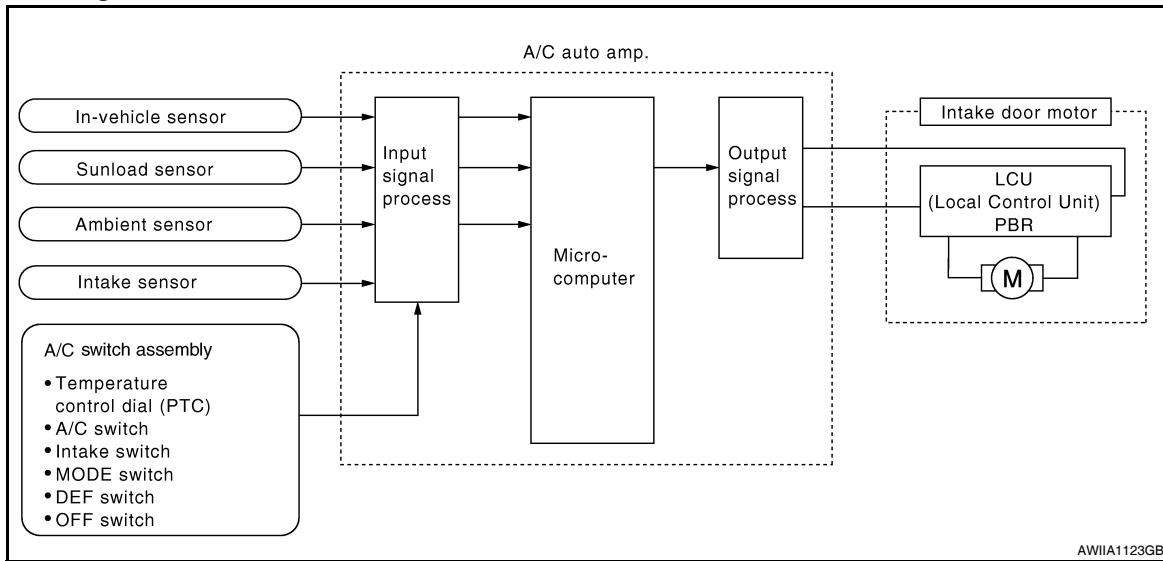 A/C auto amp.
In-vehicle sensor
Sunload sensor
Ambient sensor
Intake sensor
A/C switch assembly
• Temperature
control dial (PTC)
• A/C switch
• Intake switch
• MODE switch
• DEF switch
• OFF switch
Input
signal
process
Micro-
computer
Output
signal
process
Intake door motor
LCU
(Local Control Unit)
PBR
M
AWIIA1123GB